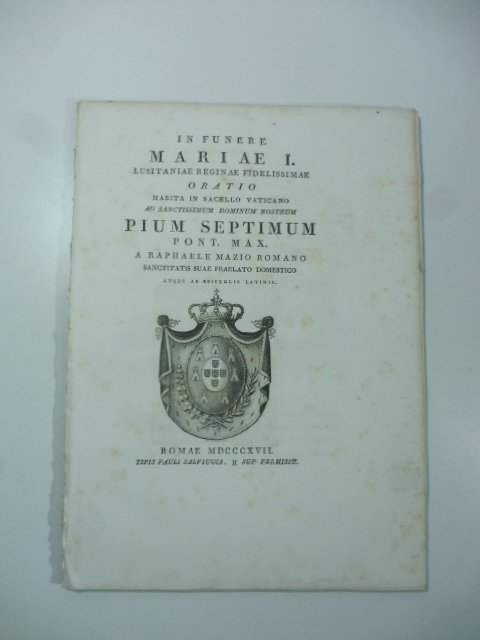 IN FUNERE
MARIAE I.
LUSITANIAE REGINAE FIDELISSIMAE
ORATIO
HABITA IN SACELLO VATICANO
AD SANCTISSIMUM DOMINUM NOSTRUM
PIUM SEPTIMUM
PONT. MAX.
A RAPHAELE MAZIO ROMANO
SANCTITATIS SUAE PRAELATO DOMESTICO
ATQUE AB EPISTOLIS LATINIS.
ROMAE MDCCCXVII.
TYPIS PAULI SALVIUCCI. SUP. PERMISSU.